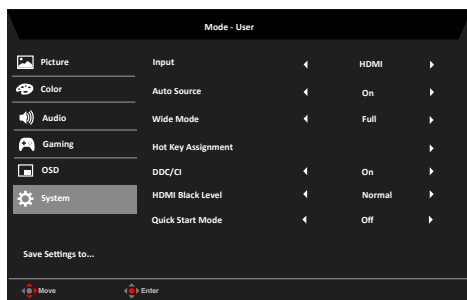 Mode - User
Picture
Input HDMI
Color
Auto Source On
Audio
Wide Mode Full
Gaming
Hot Key Assignment
OSD
DDC/CI On
System
HDMI Black Level Normal
Quick Start Mode Off
Save Settings to...
Move Enter